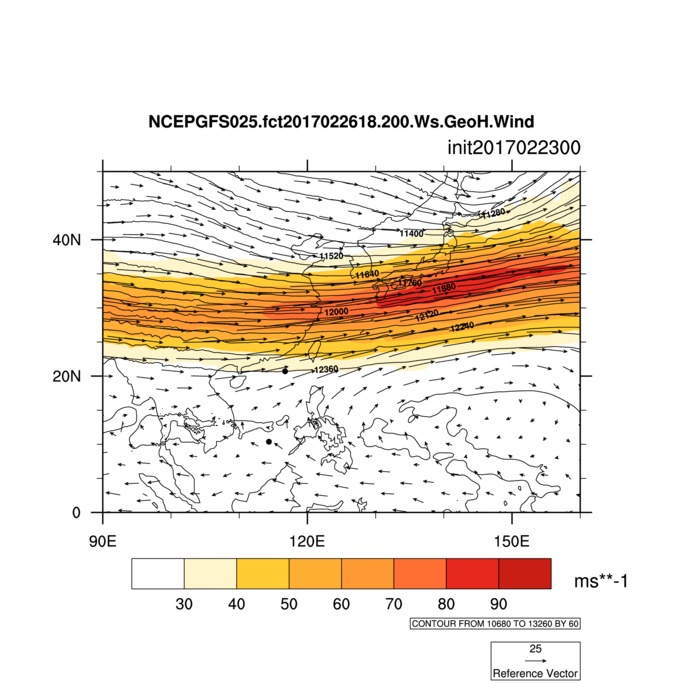 NCEPGFS025.fct2017022618.200.Ws.GeoH.Wind
init2017022300
11280
11400
40N
11520
11640
11760
11880
12000
12120
12240
12360
20N
0
90E 120E 150E
ms**-1
30 40 50 60 70 80 90
CONTOUR FROM 10680 TO 13260 BY 60
25
Reference Vector